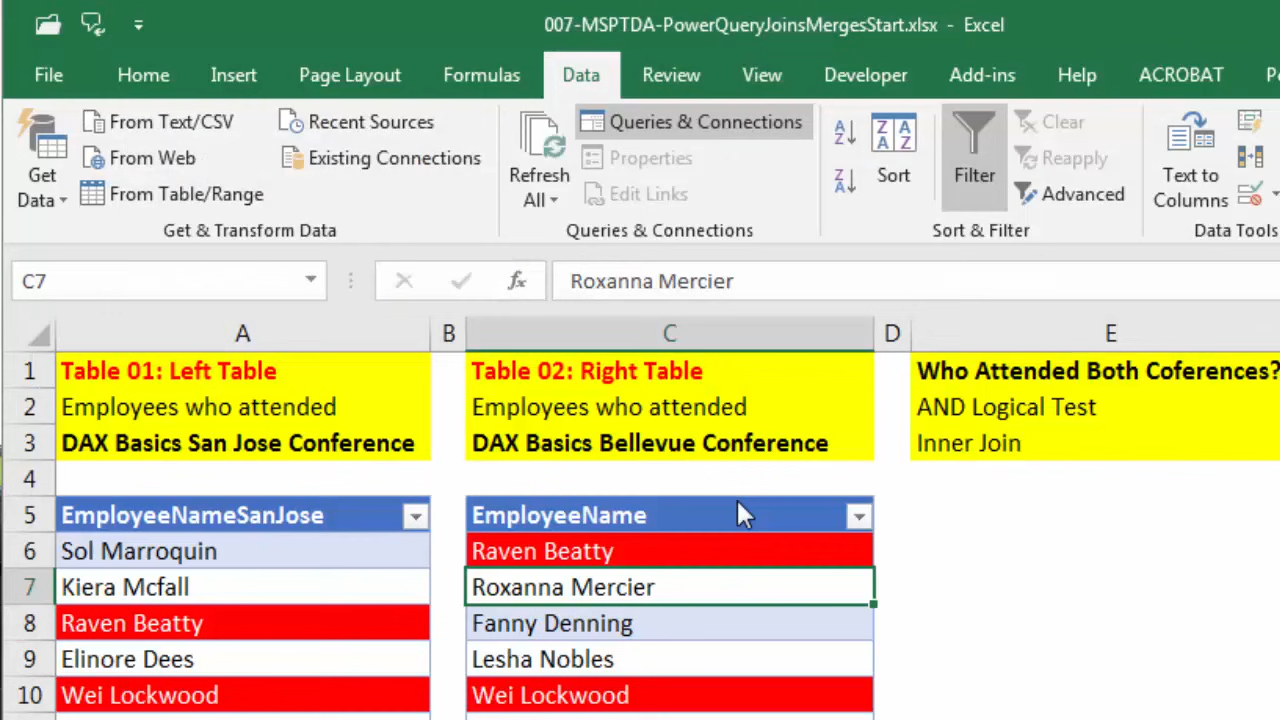 007-MSPTDA-PowerQueryJoinsMergesStart.xlsx - Excel
File Home Insert Page Layout Formulas Data Review View Developer Add-ins Help ACROBAT
Get Data
From Text/CSV
From Web
From Table/Range
Recent Sources
Existing Connections
Get & Transform Data
Refresh All
Queries & Connections
Properties
Edit Links
Queries & Connections
Sort
Filter
Clear
Reapply
Advanced
Sort & Filter
Text to Columns
Data Tools
C7 fx Roxanna Mercier
A B C D E
1 Table 01: Left Table Table 02: Right Table Who Attended Both Coferences?
2 Employees who attended Employees who attended AND Logical Test
3 DAX Basics San Jose Conference DAX Basics Bellevue Conference Inner Join
4
5 EmployeeNameSanJose EmployeeName
6 Sol Marroquin Raven Beatty
7 Kiera Mcfall Roxanna Mercier
8 Raven Beatty Fanny Denning
9 Elinore Dees Lesha Nobles
10 Wei Lockwood Wei Lockwood